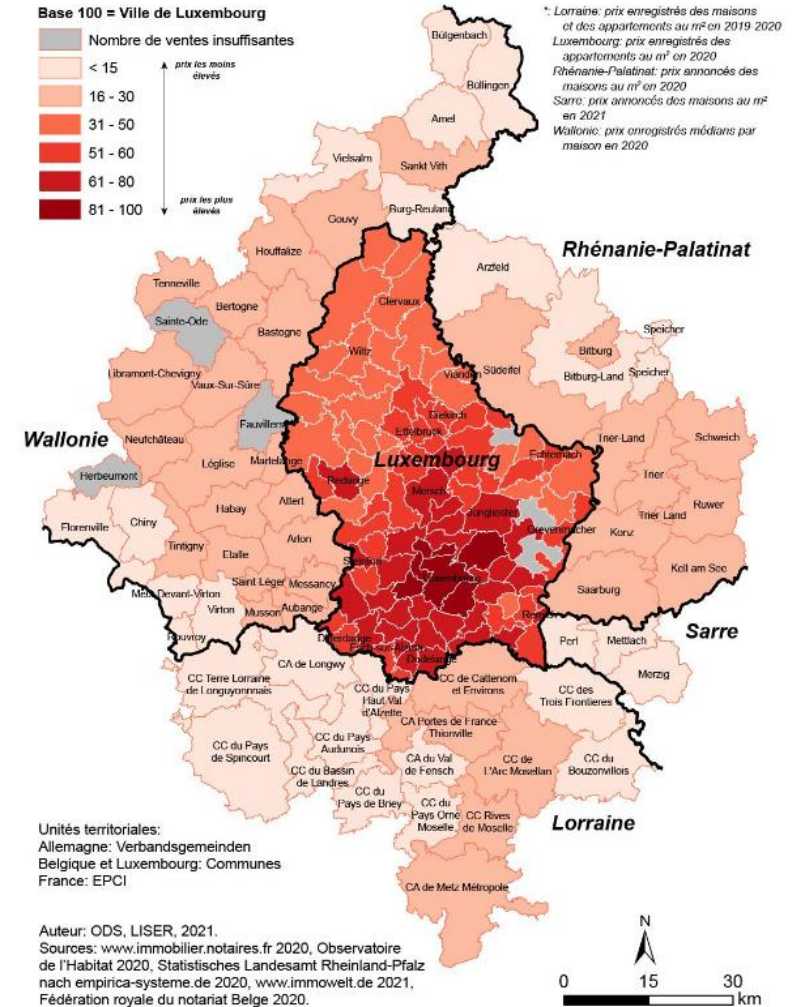 Base 100 = Ville de Luxembourg
Nombre de ventes insuffisantes
< 15
16 - 30
31 - 50
51 - 60
61 - 80
81 - 100
prix les moins
élevés
prix les plus
élevés
*: Lorraine: prix enregistrés des maisons
et des appartements au m² en 2019-2020
Luxembourg: prix enregistrés des
appartements au m² en 2020
Rhénanie-Palatinat: prix annoncés des
maisons au m² en 2020
Sarre: prix annoncés des maisons au m²
en 2021
Wallonie: prix enregistrés médians par
maison en 2020
Bülgenbach
Büllingen
Amel
Vielsalm
Sankt Vith
Burg-Reuland
Gouvy
Houffalize
Rhénanie-Palatinat
Arzfeld
Tenneville
Clervaux
Bertogne
Sainte-Ode
Bastogne
Speicher
Bitburg
Wiltz
Libramont-Chevigny
Vianden
Südeifel
Bitburg-Land
Speicher
Vaux-Sur-Sûre
Diekirch
Fauvillers
Ettelbruck
Wallonie
Neufchâteau
Trier-Land
Schweich
Echternach
Luxembourg
Léglise
Martelange
Herbeumont
Redange
Mersch
Trier
Habay
Attert
Junglinster
Trier Land
Ruwer
Florenville
Chiny
Grevenmacher
Konz
Tintigny
Etalle
Arlon
Steinfort
Kell am See
Luxembourg
Saint Léger
Messancy
Saarburg
Meix-Devant-Virton
Virton
Musson
Aubange
Remich
Rouvroy
Differdange
Esch-sur-Alzette
Dudelange
Perl
Mettlach
Sarre
Merzig
CA de Longwy
CC Terre Lorraine
de Longuyonnnais
CC du Pays
Haut Val
d'Alzette
CC de Cattenom
et Environs
CC des
Trois Frontieres
CA Portes de France-
Thionville
CC du Pays
Audunois
CC du Pays
de Spincourt
CA du Val
de Fensch
CC de
L'Arc Mosellan
CC du
Bouzonvillois
CC du Bassin
de Landres
CC du
Pays de Briey
CC du
Pays Orne
Moselle
CC Rives
de Moselle
Lorraine
CA de Metz Métropole
Unités territoriales:
Allemagne: Verbandsgemeinden
Belgique et Luxembourg: Communes
France: EPCI
Auteur: ODS, LISER, 2021.
Sources: www.immobilier.notaires.fr 2020, Observatoire
de l'Habitat 2020, Statistisches Landesamt Rheinland-Pfalz
nach empirica-systeme.de 2020, www.immowelt.de 2021,
Fédération royale du notariat Belge 2020.
N
0 15 30
km